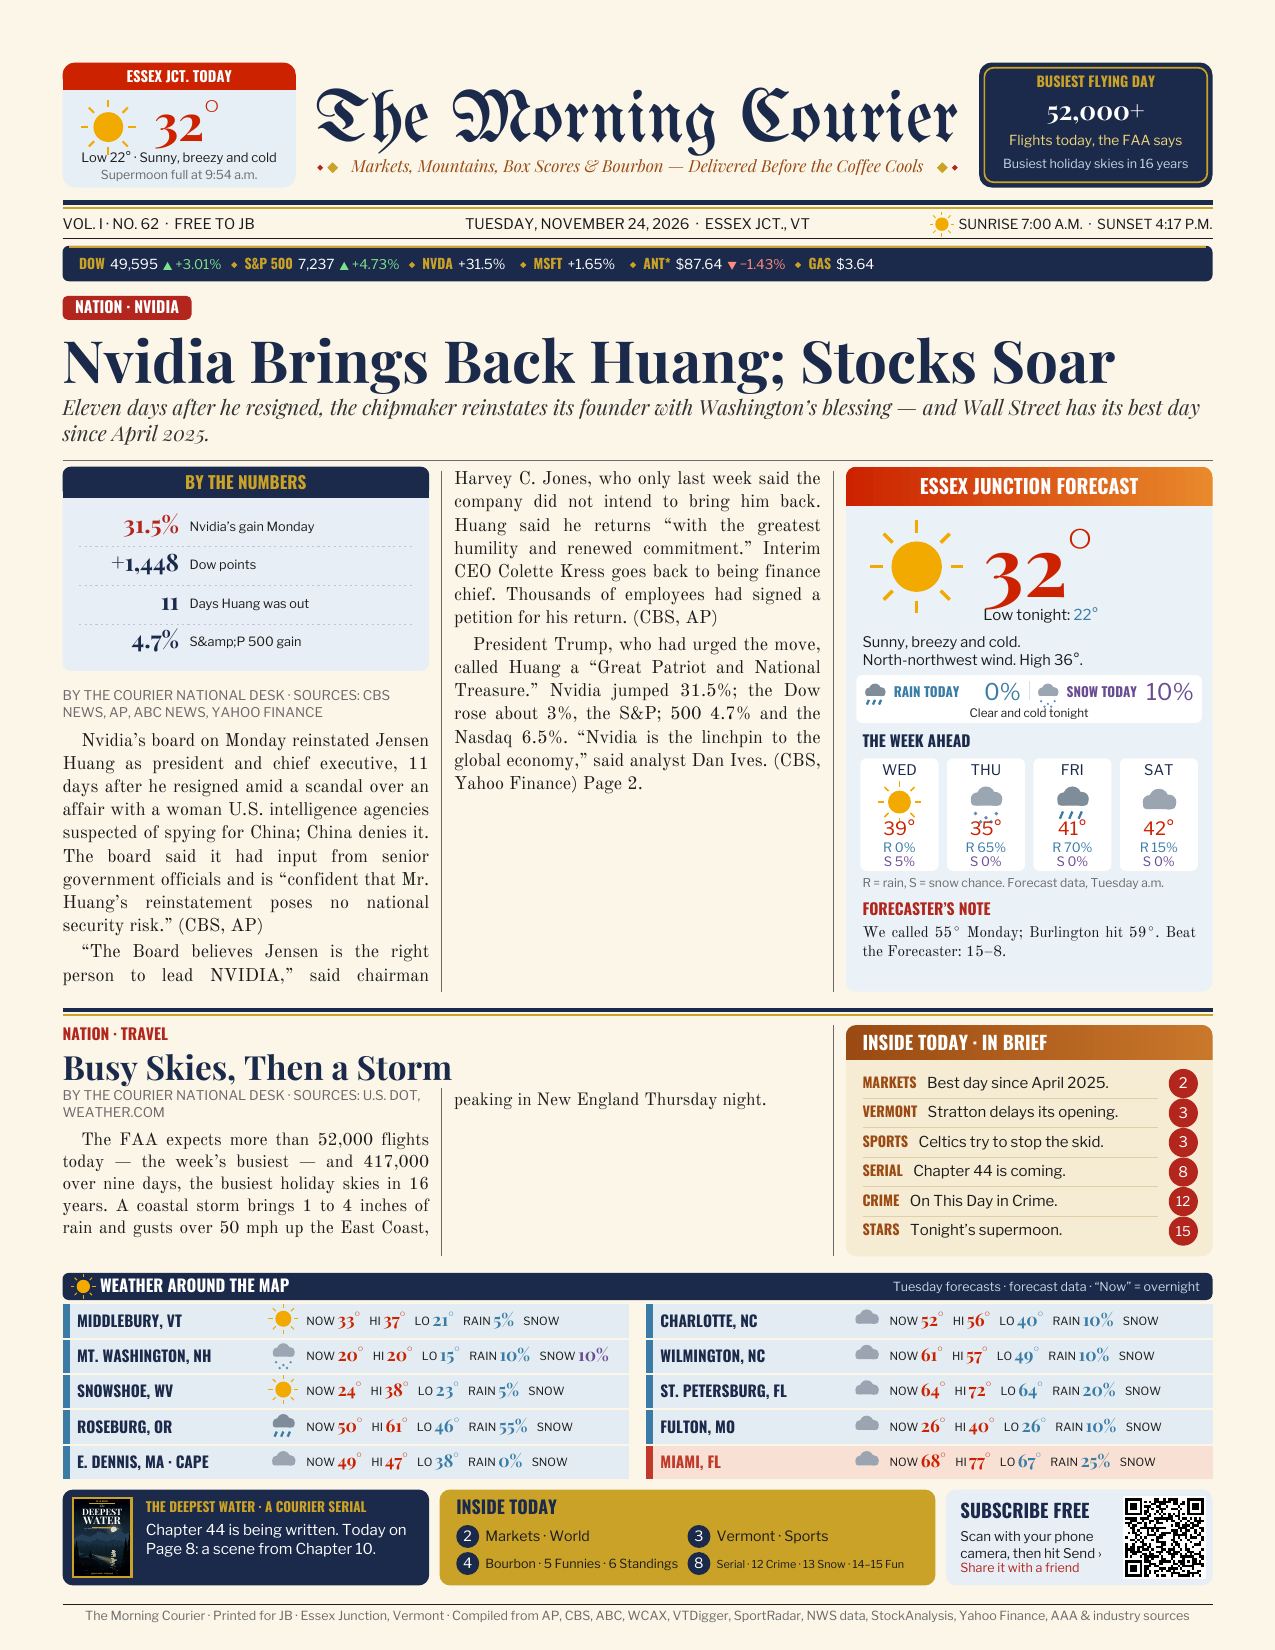 ESSEX JCT. TODAY
32°
Low 22° · Sunny, breezy and cold
Supermoon full at 9:54 a.m.
The Morning Courier
Markets, Mountains, Box Scores & Bourbon — Delivered Before the Coffee Cools
BUSIEST FLYING DAY
52,000+
Flights today, the FAA says
Busiest holiday skies in 16 years
VOL. I · NO. 62 · FREE TO JB
TUESDAY, NOVEMBER 24, 2026 · ESSEX JCT., VT
SUNRISE 7:00 A.M. · SUNSET 4:17 P.M.
DOW 49,595 ▲ +3.01% ◆ S&P 500 7,237 ▲ +4.73% ◆ NVDA +31.5% ◆ MSFT +1.65% ◆ ANT* $87.64 ▼ −1.43% ◆ GAS $3.64
NATION · NVIDIA
Nvidia Brings Back Huang; Stocks Soar
Eleven days after he resigned, the chipmaker reinstates its founder with Washington’s blessing — and Wall Street has its best day
since April 2025.
BY THE NUMBERS
31.5% Nvidia’s gain Monday
+1,448 Dow points
11 Days Huang was out
4.7% S&amp;P 500 gain
BY THE COURIER NATIONAL DESK · SOURCES: CBS
NEWS, AP, ABC NEWS, YAHOO FINANCE
Nvidia’s board on Monday reinstated Jensen
Huang as president and chief executive, 11
days after he resigned amid a scandal over an
affair with a woman U.S. intelligence agencies
suspected of spying for China; China denies it.
The board said it had input from senior
government officials and is “confident that Mr.
Huang’s reinstatement poses no national
security risk.” (CBS, AP)
“The Board believes Jensen is the right
person to lead NVIDIA,” said chairman
Harvey C. Jones, who only last week said the
company did not intend to bring him back.
Huang said he returns “with the greatest
humility and renewed commitment.” Interim
CEO Colette Kress goes back to being finance
chief. Thousands of employees had signed a
petition for his return. (CBS, AP)
President Trump, who had urged the move,
called Huang a “Great Patriot and National
Treasure.” Nvidia jumped 31.5%; the Dow
rose about 3%, the S&P; 500 4.7% and the
Nasdaq 6.5%. “Nvidia is the linchpin to the
global economy,” said analyst Dan Ives. (CBS,
Yahoo Finance) Page 2.
ESSEX JUNCTION FORECAST
32°
Low tonight: 22°
Sunny, breezy and cold.
North-northwest wind. High 36°.
RAIN TODAY 0% SNOW TODAY 10%
Clear and cold tonight
THE WEEK AHEAD
WED THU FRI SAT
39° 35° 41° 42°
R 0% R 65% R 70% R 15%
S 5% S 0% S 0% S 0%
R = rain, S = snow chance. Forecast data, Tuesday a.m.
FORECASTER’S NOTE
We called 55° Monday; Burlington hit 59°. Beat
the Forecaster: 15–8.
NATION · TRAVEL
Busy Skies, Then a Storm
BY THE COURIER NATIONAL DESK · SOURCES: U.S. DOT,
WEATHER.COM
The FAA expects more than 52,000 flights
today — the week’s busiest — and 417,000
over nine days, the busiest holiday skies in 16
years. A coastal storm brings 1 to 4 inches of
rain and gusts over 50 mph up the East Coast,
peaking in New England Thursday night.
INSIDE TODAY · IN BRIEF
MARKETS Best day since April 2025. 2
VERMONT Stratton delays its opening. 3
SPORTS Celtics try to stop the skid. 3
SERIAL Chapter 44 is coming. 8
CRIME On This Day in Crime. 12
STARS Tonight’s supermoon. 15
WEATHER AROUND THE MAP
Tuesday forecasts · forecast data · “Now” = overnight
MIDDLEBURY, VT NOW 33° HI 37° LO 21° RAIN 5% SNOW
MT. WASHINGTON, NH NOW 20° HI 20° LO 15° RAIN 10% SNOW 10%
SNOWSHOE, WV NOW 24° HI 38° LO 23° RAIN 5% SNOW
ROSEBURG, OR NOW 50° HI 61° LO 46° RAIN 55% SNOW
E. DENNIS, MA · CAPE NOW 49° HI 47° LO 38° RAIN 0% SNOW
CHARLOTTE, NC NOW 52° HI 56° LO 40° RAIN 10% SNOW
WILMINGTON, NC NOW 61° HI 57° LO 49° RAIN 10% SNOW
ST. PETERSBURG, FL NOW 64° HI 72° LO 64° RAIN 20% SNOW
FULTON, MO NOW 26° HI 40° LO 26° RAIN 10% SNOW
MIAMI, FL NOW 68° HI 77° LO 67° RAIN 25% SNOW
DEEPEST
WATER
THE DEEPEST WATER · A COURIER SERIAL
Chapter 44 is being written. Today on
Page 8: a scene from Chapter 10.
INSIDE TODAY
2 Markets · World
3 Vermont · Sports
4 Bourbon · 5 Funnies · 6 Standings
8 Serial · 12 Crime · 13 Snow · 14–15 Fun
SUBSCRIBE FREE
Scan with your phone
camera, then hit Send ›
Share it with a friend
The Morning Courier · Printed for JB · Essex Junction, Vermont · Compiled from AP, CBS, ABC, WCAX, VTDigger, SportRadar, NWS data, StockAnalysis, Yahoo Finance, AAA & industry sources